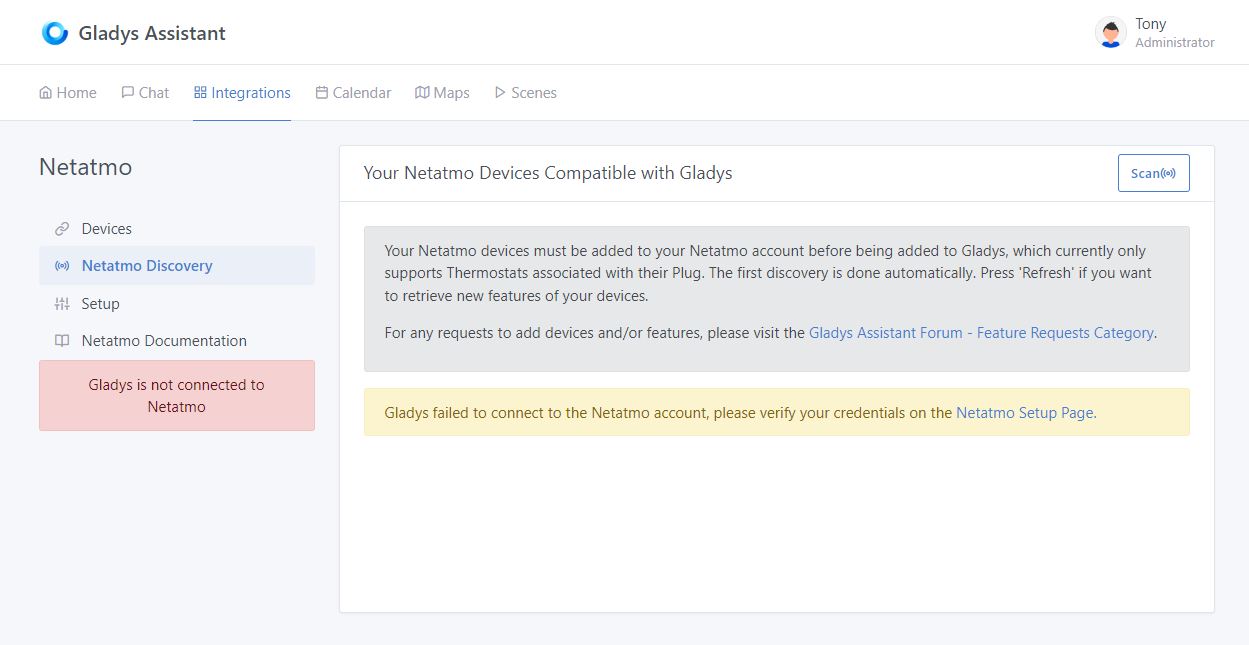 Gladys Assistant
Tony
Administrator
Home
Chat
Integrations
Calendar
Maps
Scenes
Netatmo
Devices
Netatmo Discovery
Setup
Netatmo Documentation
Gladys is not connected to
Netatmo
Your Netatmo Devices Compatible with Gladys
Scan
Your Netatmo devices must be added to your Netatmo account before being added to Gladys, which currently only
supports Thermostats associated with their Plug. The first discovery is done automatically. Press 'Refresh' if you want
to retrieve new features of your devices.
For any requests to add devices and/or features, please visit the Gladys Assistant Forum - Feature Requests Category.
Gladys failed to connect to the Netatmo account, please verify your credentials on the Netatmo Setup Page.